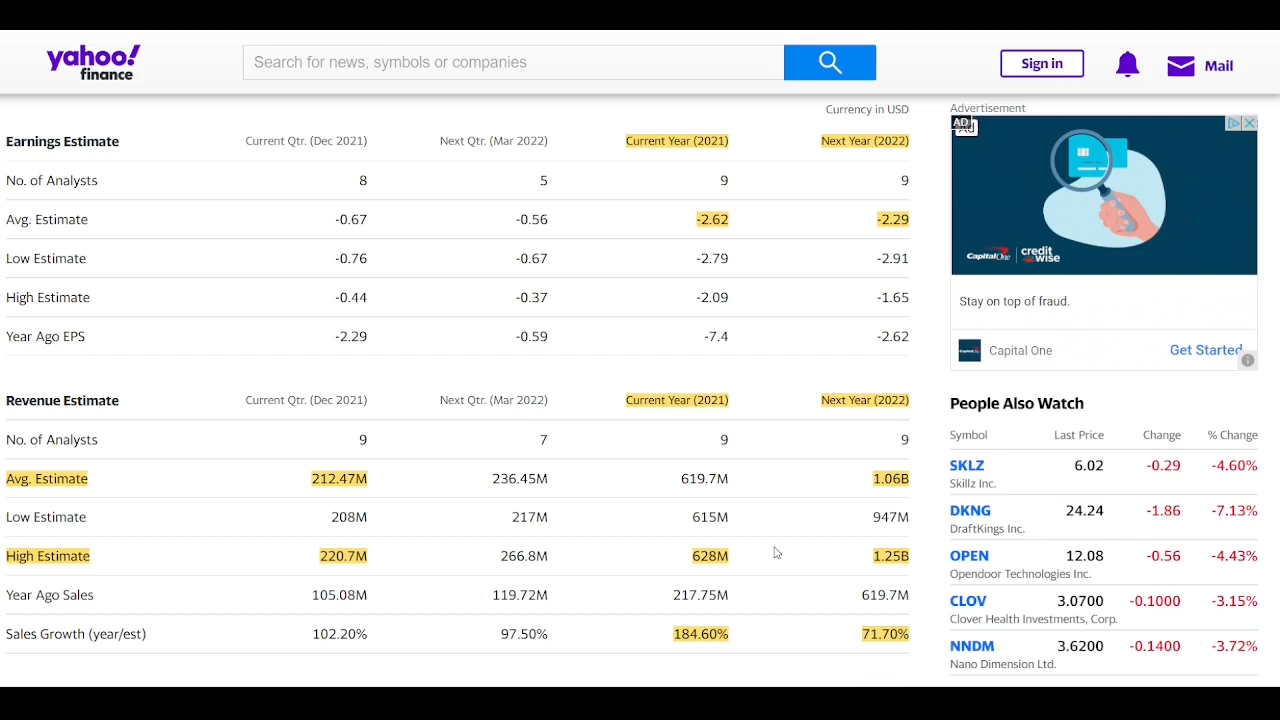 yahoo!
finance
Search for news, symbols or companies
Sign in
Mail
Currency in USD
Earnings Estimate Current Qtr. (Dec 2021) Next Qtr. (Mar 2022) Current Year (2021) Next Year (2022)
No. of Analysts 8 5 9 9
Avg. Estimate -0.67 -0.56 -2.62 -2.29
Low Estimate -0.76 -0.67 -2.79 -2.91
High Estimate -0.44 -0.37 -2.09 -1.65
Year Ago EPS -2.29 -0.59 -7.4 -2.62
Revenue Estimate Current Qtr. (Dec 2021) Next Qtr. (Mar 2022) Current Year (2021) Next Year (2022)
No. of Analysts 9 7 9 9
Avg. Estimate 212.47M 236.45M 619.7M 1.06B
Low Estimate 208M 217M 615M 947M
High Estimate 220.7M 266.8M 628M 1.25B
Year Ago Sales 105.08M 119.72M 217.75M 619.7M
Sales Growth (year/est) 102.20% 97.50% 184.60% 71.70%
Advertisement
AD
Ad
Capital One credit wise
Stay on top of fraud.
Capital One Get Started
People Also Watch
Symbol Last Price Change % Change
SKLZ 6.02 -0.29 -4.60%
Skillz Inc.
DKNG 24.24 -1.86 -7.13%
DraftKings Inc.
OPEN 12.08 -0.56 -4.43%
Opendoor Technologies Inc.
CLOV 3.0700 -0.1000 -3.15%
Clover Health Investments, Corp.
NNDM 3.6200 -0.1400 -3.72%
Nano Dimension Ltd.